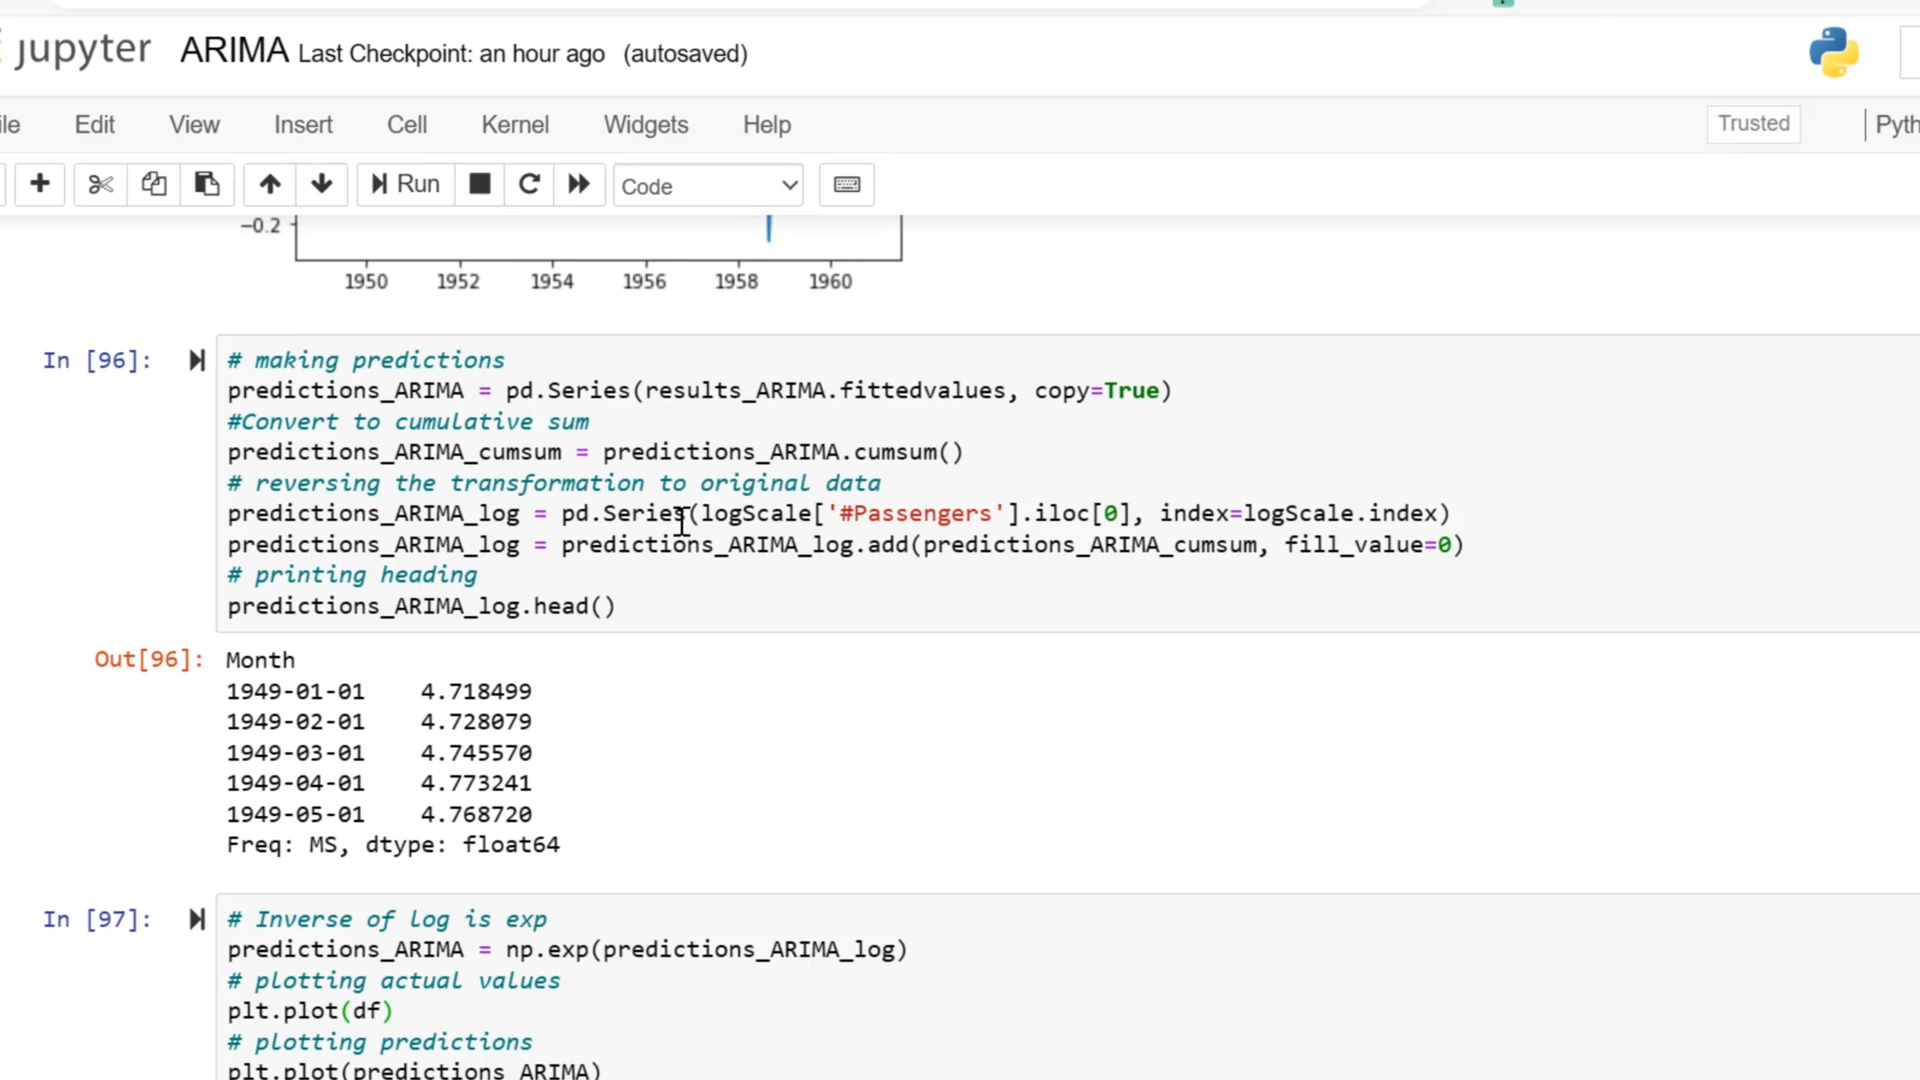 jupyter ARIMA Last Checkpoint: an hour ago (autosaved)
ile Edit View Insert Cell Kernel Widgets Help Trusted Pyth
Run Code
−0.2
1950 1952 1954 1956 1958 1960
In [96]: # making predictions
predictions_ARIMA = pd.Series(results_ARIMA.fittedvalues, copy=True)
#Convert to cumulative sum
predictions_ARIMA_cumsum = predictions_ARIMA.cumsum()
# reversing the transformation to original data
predictions_ARIMA_log = pd.Series(logScale['#Passengers'].iloc[0], index=logScale.index)
predictions_ARIMA_log = predictions_ARIMA_log.add(predictions_ARIMA_cumsum, fill_value=0)
# printing heading
predictions_ARIMA_log.head()
Out[96]: Month
1949-01-01 4.718499
1949-02-01 4.728079
1949-03-01 4.745570
1949-04-01 4.773241
1949-05-01 4.768720
Freq: MS, dtype: float64
In [97]: # Inverse of log is exp
predictions_ARIMA = np.exp(predictions_ARIMA_log)
# plotting actual values
plt.plot(df)
# plotting predictions
plt.plot(predictions_ARIMA)